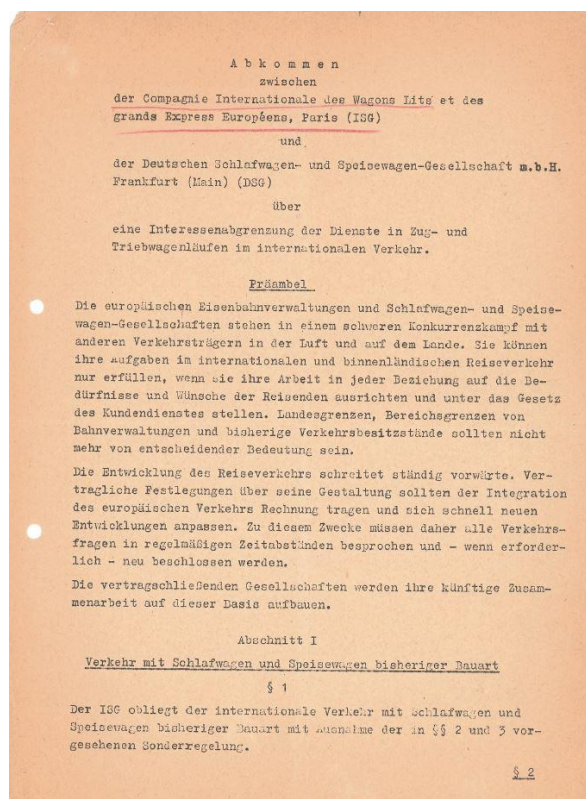 A b k o m m e n
zwischen
der Compagnie Internationale des Wagons Lits et des
grands Express Européens, Paris (ISG)
und
der Deutschen Schlafwagen- und Speisewagen-Gesellschaft m.b.H.
Frankfurt (Main) (DSG)
über
eine Interessenabgrenzung der Dienste in Zug- und
Triebwagenläufen im internationalen Verkehr.
Präambel
Die europäischen Eisenbahnverwaltungen und Schlafwagen- und Speise-
wagen-Gesellschaften stehen in einem schweren Konkurrenzkampf mit
anderen Verkehrsträgern in der Luft und auf dem Lande. Sie können
ihre Aufgaben im internationalen und binnenländischen Reiseverkehr
nur erfüllen, wenn sie ihre Arbeit in jeder Beziehung auf die Be-
dürfnisse und Wünsche der Reisenden ausrichten und unter das Gesetz
des Kundendienstes stellen. Landesgrenzen, Bereichsgrenzen von
Bahnverwaltungen und bisherige Verkehrsbesitzstände sollten nicht
mehr von entscheidender Bedeutung sein.
Die Entwicklung des Reiseverkehrs schreitet ständig vorwärts. Ver-
tragliche Festlegungen über seine Gestaltung sollten der Integration
des europäischen Verkehrs Rechnung tragen und sich schnell neuen
Entwicklungen anpassen. Zu diesem Zwecke müssen daher alle Verkehrs-
fragen in regelmäßigen Zeitabständen besprochen und - wenn erforder-
lich - neu beschlossen werden.
Die vertragschließenden Gesellschaften werden ihre künftige Zusam-
menarbeit auf dieser Basis aufbauen.
Abschnitt I
Verkehr mit Schlafwagen und Speisewagen bisheriger Bauart
§ 1
Der ISG obliegt der internationale Verkehr mit Schlafwagen und
Speisewagen bisheriger Bauart mit Ausnahme der in §§ 2 und 3 vor-
gesehenen Sonderregelung.
§ 2